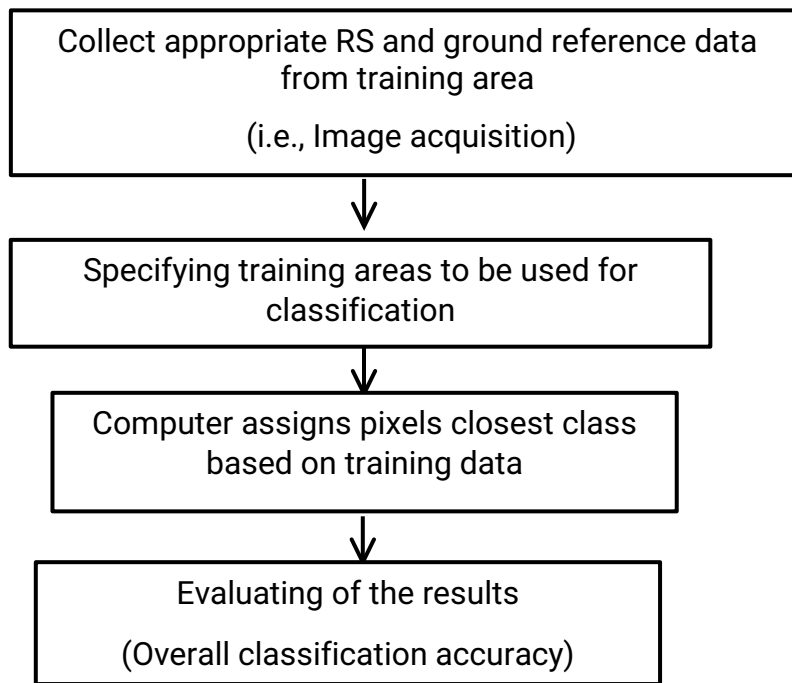 Collect appropriate RS and ground reference data
from training area
(i.e., Image acquisition)
Specifying training areas to be used for
classification
Computer assigns pixels closest class
based on training data
Evaluating of the results
(Overall classification accuracy)